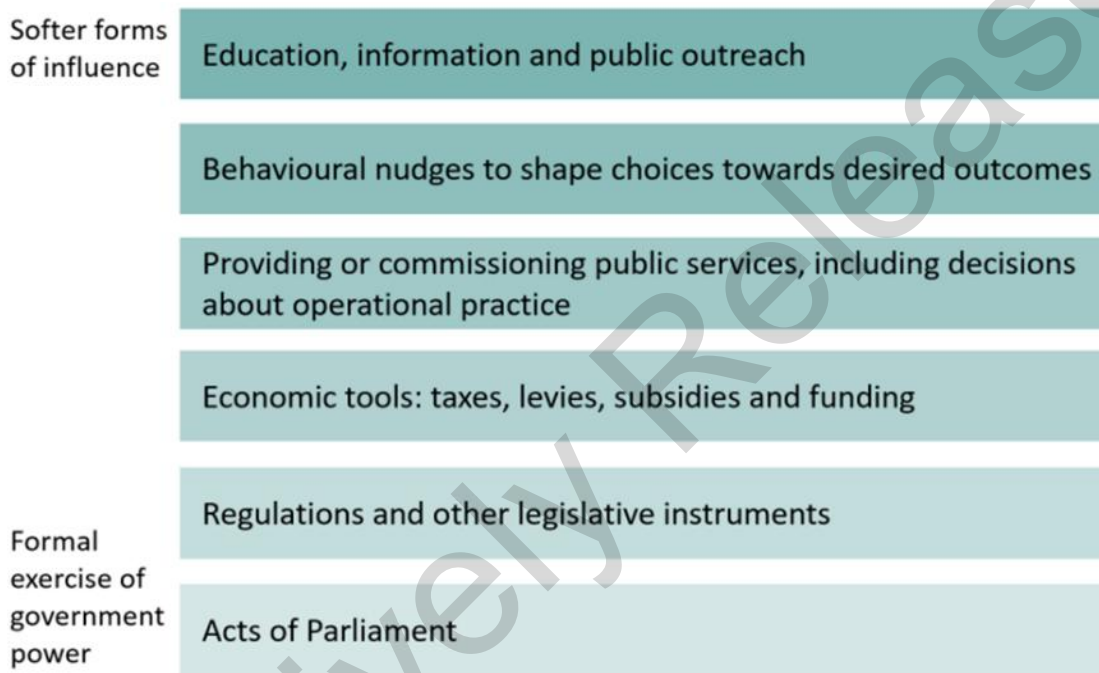 Softer forms
of influence
Education, information and public outreach
Behavioural nudges to shape choices towards desired outcomes
Providing or commissioning public services, including decisions
about operational practice
Economic tools: taxes, levies, subsidies and funding
Regulations and other legislative instruments
Formal
exercise of
government
power
Acts of Parliament